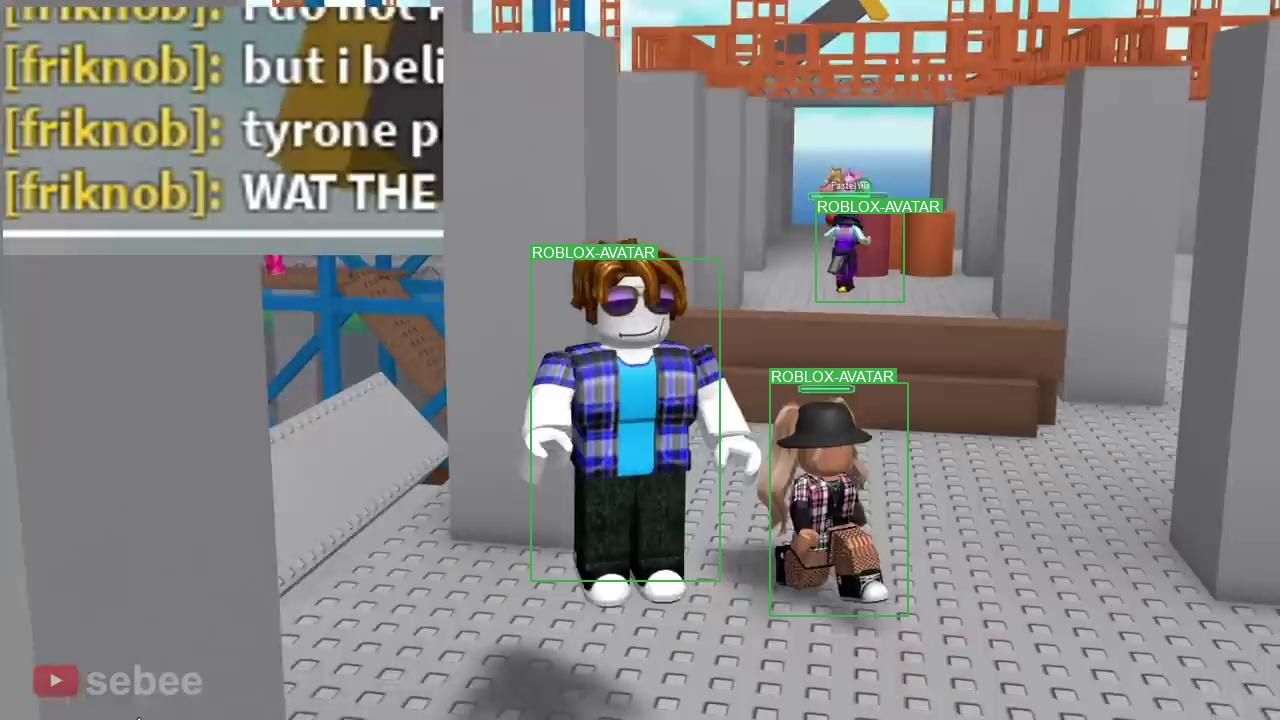 [friknob]: but i beli
[friknob]: tyrone p
[friknob]: WAT THE
ROBLOX-AVATAR
ROBLOX-AVATAR
ROBLOX-AVATAR
sebee